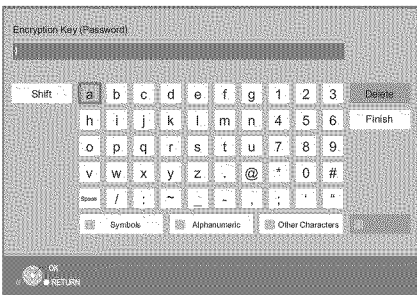 Encryption Key (Password)
Shift a b c d e f g 1 2 3 Delete
h i j k l m n 4 5 6 Finish
o p q r s t u 7 8 9
v w x y z . @ * 0 #
Space / : ~ _ - , ; ' "
Symbols Alphanumeric Other Characters
OK
RETURN